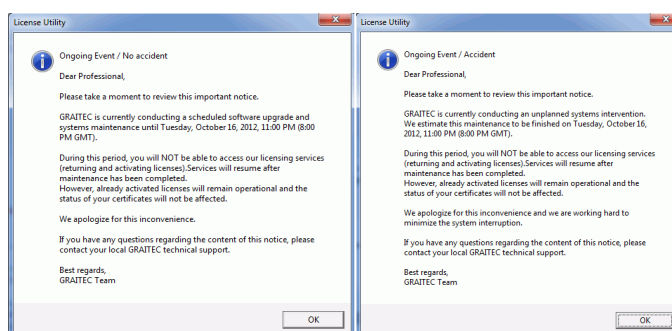 License Utility
Ongoing Event / No accident
Dear Professional,
Please take a moment to review this important notice.
GRAITEC is currently conducting a scheduled software upgrade and
systems maintenance until Tuesday, October 16, 2012, 11:00 PM (8:00
PM GMT).
During this period, you will NOT be able to access our licensing services
(returning and activating licenses).Services will resume after
maintenance has been completed.
However, already activated licenses will remain operational and the
status of your certificates will not be affected.
We apologize for this inconvenience.
If you have any questions regarding the content of this notice, please
contact your local GRAITEC technical support.
Best regards,
GRAITEC Team
OK
License Utility
Ongoing Event / Accident
Dear Professional,
Please take a moment to review this important notice.
GRAITEC is currently conducting an unplanned systems intervention.
We estimate this maintenance to be finished on Tuesday, October 16,
2012, 11:00 PM (8:00 PM GMT).
During this period, you will NOT be able to access our licensing services
(returning and activating licenses).Services will resume after
maintenance has been completed.
However, already activated licenses will remain operational and the
status of your certificates will not be affected.
We apologize for this inconvenience and we are working hard to
minimize the system interruption.
If you have any questions regarding the content of this notice, please
contact your local GRAITEC technical support.
Best regards,
GRAITEC Team
OK